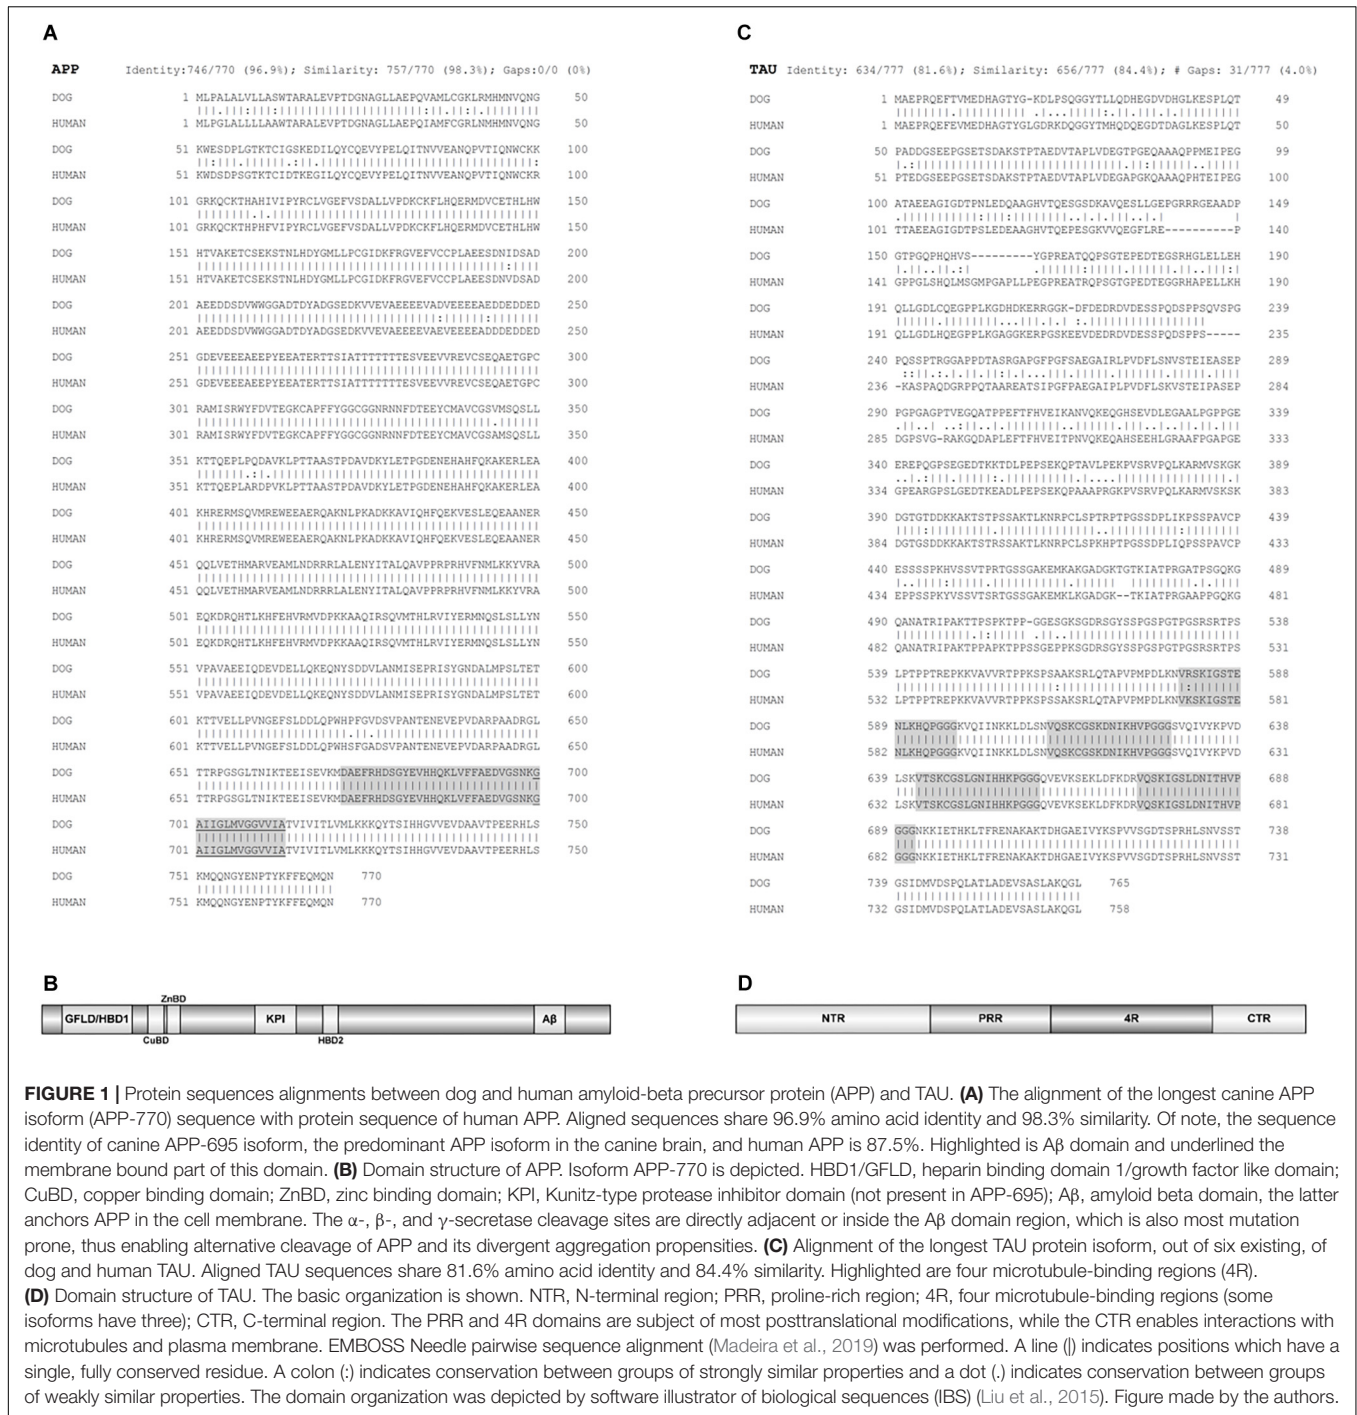 A
APP Identity:746/770 (96.9%); Similarity: 757/770 (98.3%); Gaps:0/0 (0%)
DOG 1 MLPALALVLLASWTARALEVPTDGNAGLLAEPQVAMLCGKLRMHMNVQNG 50
HUMAN 1 MLPGLALLLLAAWTARALEVPTDGNAGLLAEPQIAMFCGRLNMHMNVQNG 50
DOG 51 KWESDPLGTKTCIGSKEDILQYCQEVYPELQITNVVEANQPVTIQNWCKK 100
HUMAN 51 KWDSDPSGTKTCIDTKEGILQYCQEVYPELQITNVVEANQPVTIQNWCKR 100
DOG 101 GRKQCKTHAHIVIPYRCLVGEFVSDALLVPDKCKFLHQERMDVCETHLHW 150
HUMAN 101 GRKQCKTHPHFVIPYRCLVGEFVSDALLVPDKCKFLHQERMDVCETHLHW 150
DOG 151 HTVAKETCSEKSTNLHDYGMLLPCGIDKFRGVEFVCCPLAEESDNIDSAD 200
HUMAN 151 HTVAKETCSEKSTNLHDYGMLLPCGIDKFRGVEFVCCPLAEESDNVDSAD 200
DOG 201 AEEDDSDVWWGGADTDYADGSEDKVVEVAEEEEVADVEEEEAEDDEDDED 250
HUMAN 201 AEEDDSDVWWGGADTDYADGSEDKVVEVAEEEEVAEVEEEEADDDEDDED 250
DOG 251 GDEVEEEAEEPYEEATERTTSIATTTTTTTESVEEVVREVCSEQAETGPC 300
HUMAN 251 GDEVEEEAEEPYEEATERTTSIATTTTTTTESVEEVVREVCSEQAETGPC 300
DOG 301 RAMISRWYFDVTEGKCAPFFYGGCGGNRNNFDTEEYCMAVCGSVMSQSLL 350
HUMAN 301 RAMISRWYFDVTEGKCAPFFYGGCGGNRNNFDTEEYCMAVCGSAMSQSLL 350
DOG 351 KTTQEPLPQDAVKLPTTAASTPDAVDKYLETPGDENEHAHFQKAKERLEA 400
HUMAN 351 KTTQEPLARDPVKLPTTAASTPDAVDKYLETPGDENEHAHFQKAKERLEA 400
DOG 401 KHRERMSQVMREWEEAERQAKNLPKADKKAVIQHFQEKVESLEQEAANER 450
HUMAN 401 KHRERMSQVMREWEEAERQAKNLPKADKKAVIQHFQEKVESLEQEAANER 450
DOG 451 QQLVETHMARVEAMLNDRRRLALENYITALQAVPPRPRHVFNMLKKYVRA 500
HUMAN 451 QQLVETHMARVEAMLNDRRRLALENYITALQAVPPRPRHVFNMLKKYVRA 500
DOG 501 EQKDRQHTLKHFEHVRMVDPKKAAQIRSQVMTHLRVIYERMNQSLSLLYN 550
HUMAN 501 EQKDRQHTLKHFEHVRMVDPKKAAQIRSQVMTHLRVIYERMNQSLSLLYN 550
DOG 551 VPAVAEEIQDEVDELLQKEQNYSDDVLANMISEPRISYGNDALMPSLTET 600
HUMAN 551 VPAVAEEIQDEVDELLQKEQNYSDDVLANMISEPRISYGNDALMPSLTET 600
DOG 601 KTTVELLPVNGEFSLDDLQPWHPFGVDSVPANTENEVEPVDARPAADRGL 650
HUMAN 601 KTTVELLPVNGEFSLDDLQPWHSFGADSVPANTENEVEPVDARPAADRGL 650
DOG 651 TTRPGSGLTNIKTEEISEVKMDAEFRHDSGYEVHHQKLVFFAEDVGSNKG 700
HUMAN 651 TTRPGSGLTNIKTEEISEVKMDAEFRHDSGYEVHHQKLVFFAEDVGSNKG 700
DOG 701 AIIGLMVGGVVIATVIVITLVMLKKKQYTSIHHGVVEVDAAVTPEERHLS 750
HUMAN 701 AIIGLMVGGVVIATVIVITLVMLKKKQYTSIHHGVVEVDAAVTPEERHLS 750
DOG 751 KMQQNGYENPTYKFFEQMQN 770
HUMAN 751 KMQQNGYENPTYKFFEQMQN 770
C
TAU Identity: 634/777 (81.6%); Similarity: 656/777 (84.4%); # Gaps: 31/777 (4.0%)
DOG 1 MAEPRQEFTVMEDHAGTYG-KDLPSQGGYTLLQDHEGDVDHGLKESPLQT 49
HUMAN 1 MAEPRQEFEVMEDHAGTYGLGDRKDQGGYTMHQDQEGDTDAGLKESPLQT 50
DOG 50 PADDGSEEPGSETSDAKSTPTAEDVTAPLVDEGTPGEQAAAQPPMEIPEG 99
HUMAN 51 PTEDGSEEPGSETSDAKSTPTAEDVTAPLVDEGAPGKQAAAQPHTEIPEG 100
DOG 100 ATAEEAGIGDTPNLEDQAAGHVTQESGSDKAVQESLLGEPGRRRGEAADP 149
HUMAN 101 TTAEEAGIGDTPSLEDEAAGHVTQEPESGKVVQEGFLRE----------P 140
DOG 150 GTPGQPHQHVS---------YGPREATQQPSGTEPEDTEGSRHGLELLEH 190
HUMAN 141 GPPGLSHQLMSGMPGAPLLPEGPREATRQPSGTGPEDTEGGRHAPELLKH 190
DOG 191 QLLGDLCQEGPPLKGDHDKERRGGK-DFDEDRDVDESSPQDSPPSQVSPG 239
HUMAN 191 QLLGDLHQEGPPLKGAGGKERPGSKEEVDEDRDVDESSPQDSPPS----- 235
DOG 240 PQSSPTRGGAPPDTASRGAPGFPGFSAEGAIRLPVDFLSNVSTEIEASEP 289
HUMAN 236 -KASPAQDGRPPQTAAREATSIPGFPAEGAIPLPVDFLSKVSTEIPASEP 284
DOG 290 PGPGAGPTVEGQATPPEFTFHVEIKANVQKEQGHSEVDLEGAALPGPPGE 339
HUMAN 285 DGPSVG-RAKGQDAPLEFTFHVEITPNVQKEQAHSEEHLGRAAFPGAPGE 333
DOG 340 EREPQGPSEGEDTKKTDLPEPSEKQPTAVLPEKPVSRVPQLKARMVSKGK 389
HUMAN 334 GPEARGPSLGEDTKEADLPEPSEKQPAAAPRGKPVSRVPQLKARMVSKSK 383
DOG 390 DGTGTDDKKAKTSTPSSAKTLKNRPCLSPTRPTPGSSDPLIKPSSPAVCP 439
HUMAN 384 DGTGSDDKKAKTSTRSSAKTLKNRPCLSPKHPTPGSSDPLIQPSSPAVCP 433
DOG 440 ESSSSPKHVSSVTPRTGSSGAKEMKAKGADGKTGTKIATPRGATPSGQKG 489
HUMAN 434 EPPSSPKYVSSVTSRTGSSGAKEMKLKGADGK--TKIATPRGAAPPGQKG 481
DOG 490 QANATRIPAKTTPSPKTPP-GGESGKSGDRSGYSSPGSPGTPGSRSRTPS 538
HUMAN 482 QANATRIPAKTPPAPKTPPSSGEPPKSGDRSGYSSPGSPGTPGSRSRTPS 531
DOG 539 LPTPPTREPKKVAVVRTPPKSPSAAKSRLQTAPVPMPDLKNVRSKIGSTE 588
HUMAN 532 LPTPPTREPKKVAVVRTPPKSPSSAKSRLQTAPVPMPDLKNVKSKIGSTE 581
DOG 589 NLKHQPGGGKVQIINKKLDLSNVQSKCGSKDNIKHVPGGGSVQIVYKPVD 638
HUMAN 582 NLKHQPGGGKVQIINKKLDLSNVQSKCGSKDNIKHVPGGGSVQIVYKPVD 631
DOG 639 LSKVTSKCGSLGNIHHKPGGGQVEVKSEKLDFKDRVQSKIGSLDNITHVP 688
HUMAN 632 LSKVTSKCGSLGNIHHKPGGGQVEVKSEKLDFKDRVQSKIGSLDNITHVP 681
DOG 689 GGGNKKIETHKLTFRENAKAKTDHGAEIVYKSPVVSGDTSPRHLSNVSST 738
HUMAN 682 GGGNKKIETHKLTFRENAKAKTDHGAEIVYKSPVVSGDTSPRHLSNVSST 731
DOG 739 GSIDMVDSPQLATLADEVSASLAKQGL 765
HUMAN 732 GSIDMVDSPQLATLADEVSASLAKQGL 758
B
ZnBD
GFLD/HBD1 KPI Aβ
CuBD HBD2
D
NTR PRR 4R CTR
FIGURE 1 | Protein sequences alignments between dog and human amyloid-beta precursor protein (APP) and TAU. (A) The alignment of the longest canine APP
isoform (APP-770) sequence with protein sequence of human APP. Aligned sequences share 96.9% amino acid identity and 98.3% similarity. Of note, the sequence
identity of canine APP-695 isoform, the predominant APP isoform in the canine brain, and human APP is 87.5%. Highlighted is Aβ domain and underlined the
membrane bound part of this domain. (B) Domain structure of APP. Isoform APP-770 is depicted. HBD1/GFLD, heparin binding domain 1/growth factor like domain;
CuBD, copper binding domain; ZnBD, zinc binding domain; KPI, Kunitz-type protease inhibitor domain (not present in APP-695); Aβ, amyloid beta domain, the latter
anchors APP in the cell membrane. The α-, β-, and γ-secretase cleavage sites are directly adjacent or inside the Aβ domain region, which is also most mutation
prone, thus enabling alternative cleavage of APP and its divergent aggregation propensities. (C) Alignment of the longest TAU protein isoform, out of six existing, of
dog and human TAU. Aligned TAU sequences share 81.6% amino acid identity and 84.4% similarity. Highlighted are four microtubule-binding regions (4R).
(D) Domain structure of TAU. The basic organization is shown. NTR, N-terminal region; PRR, proline-rich region; 4R, four microtubule-binding regions (some
isoforms have three); CTR, C-terminal region. The PRR and 4R domains are subject of most posttranslational modifications, while the CTR enables interactions with
microtubules and plasma membrane. EMBOSS Needle pairwise sequence alignment (Madeira et al., 2019) was performed. A line (|) indicates positions which have a
single, fully conserved residue. A colon (:) indicates conservation between groups of strongly similar properties and a dot (.) indicates conservation between groups
of weakly similar properties. The domain organization was depicted by software illustrator of biological sequences (IBS) (Liu et al., 2015). Figure made by the authors.